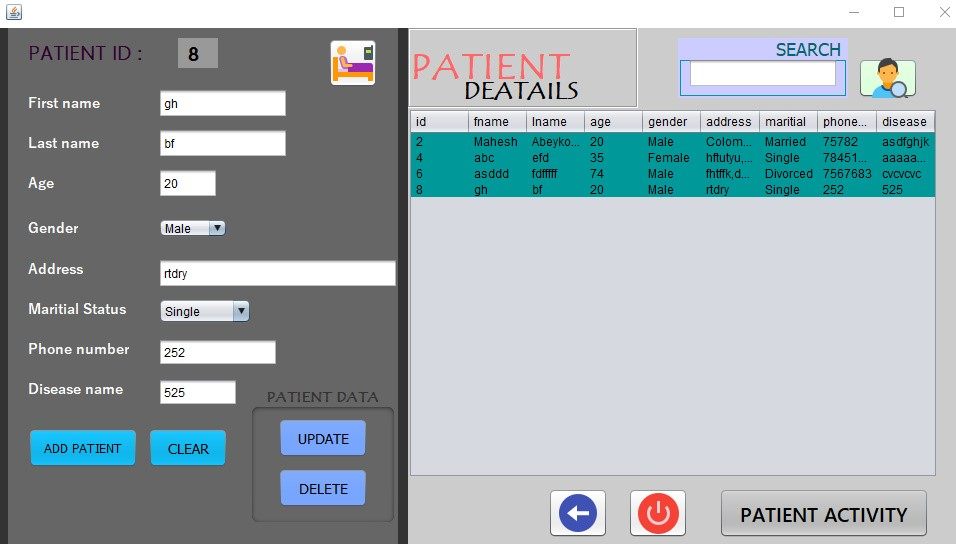 PATIENT ID : 8
First name gh
Last name bf
Age 20
Gender Male
Address rtdry
Maritial Status Single
Phone number 252
Disease name 525
PATIENT DATA
ADD PATIENT CLEAR
UPDATE
DELETE
PATIENT
DEATAILS
SEARCH
id fname lname age gender address maritial phone... disease
2 Mahesh Abeyko... 20 Male Colom... Married 75782 asdfghjk
4 abc efd 35 Female hftutyu,... Single 78451... aaaaa...
6 asddd fdfffff 74 Male fhtffk,d... Divorced 7567683 cvcvcvc
8 gh bf 20 Male rtdry Single 252 525
PATIENT ACTIVITY